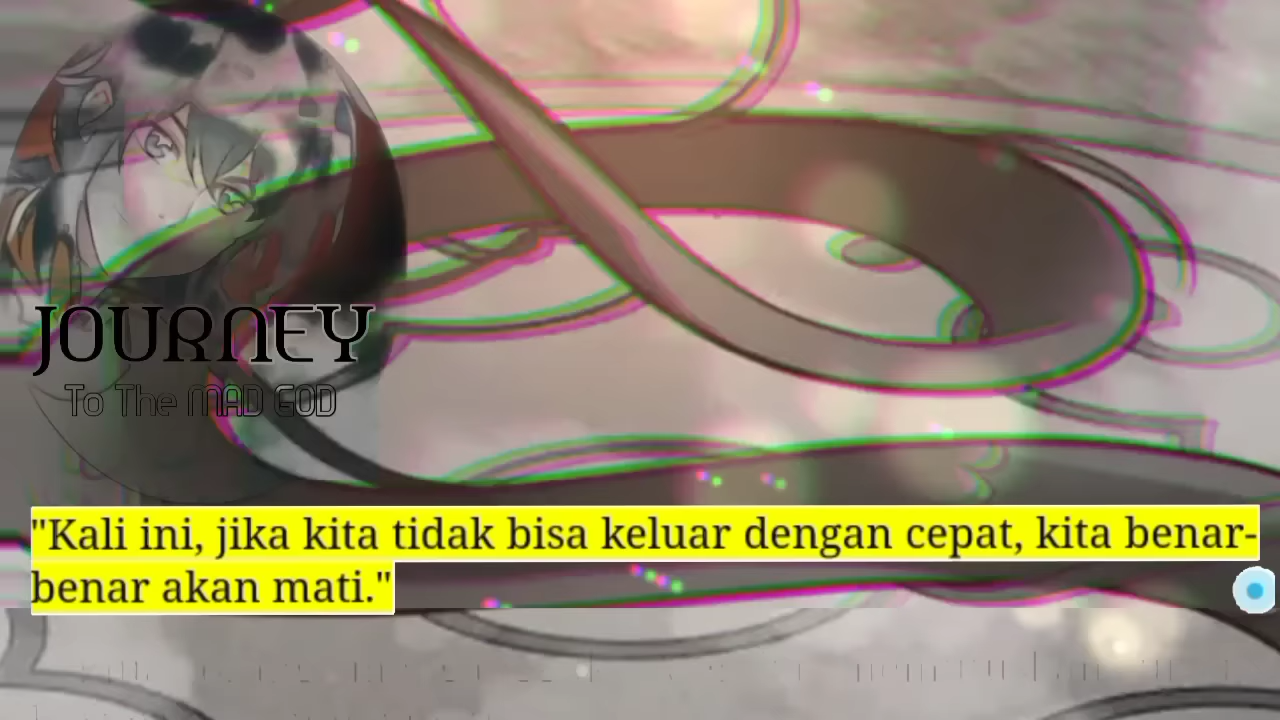 JOURNEY
To The MAD GOD
"Kali ini, jika kita tidak bisa keluar dengan cepat, kita benar-
benar akan mati."